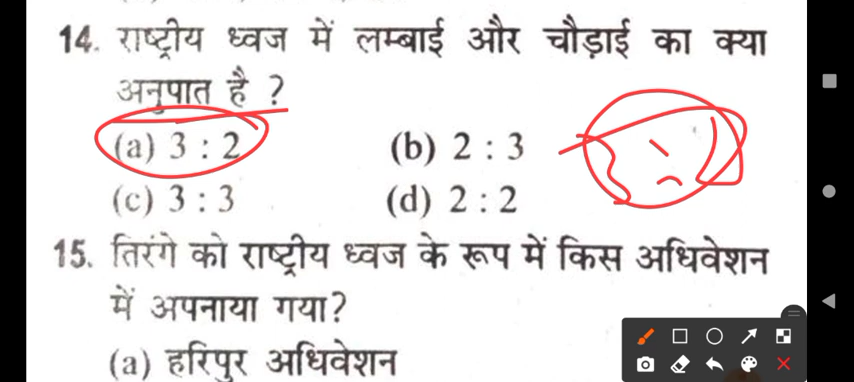 14. राष्ट्रीय ध्वज में लम्बाई और चौड़ाई का क्या
अनुपात है ?
(a) 3 : 2 (b) 2 : 3
(c) 3 : 3 (d) 2 : 2
15. तिरंगे को राष्ट्रीय ध्वज के रूप में किस अधिवेशन
में अपनाया गया?
(a) हरिपुर अधिवेशन